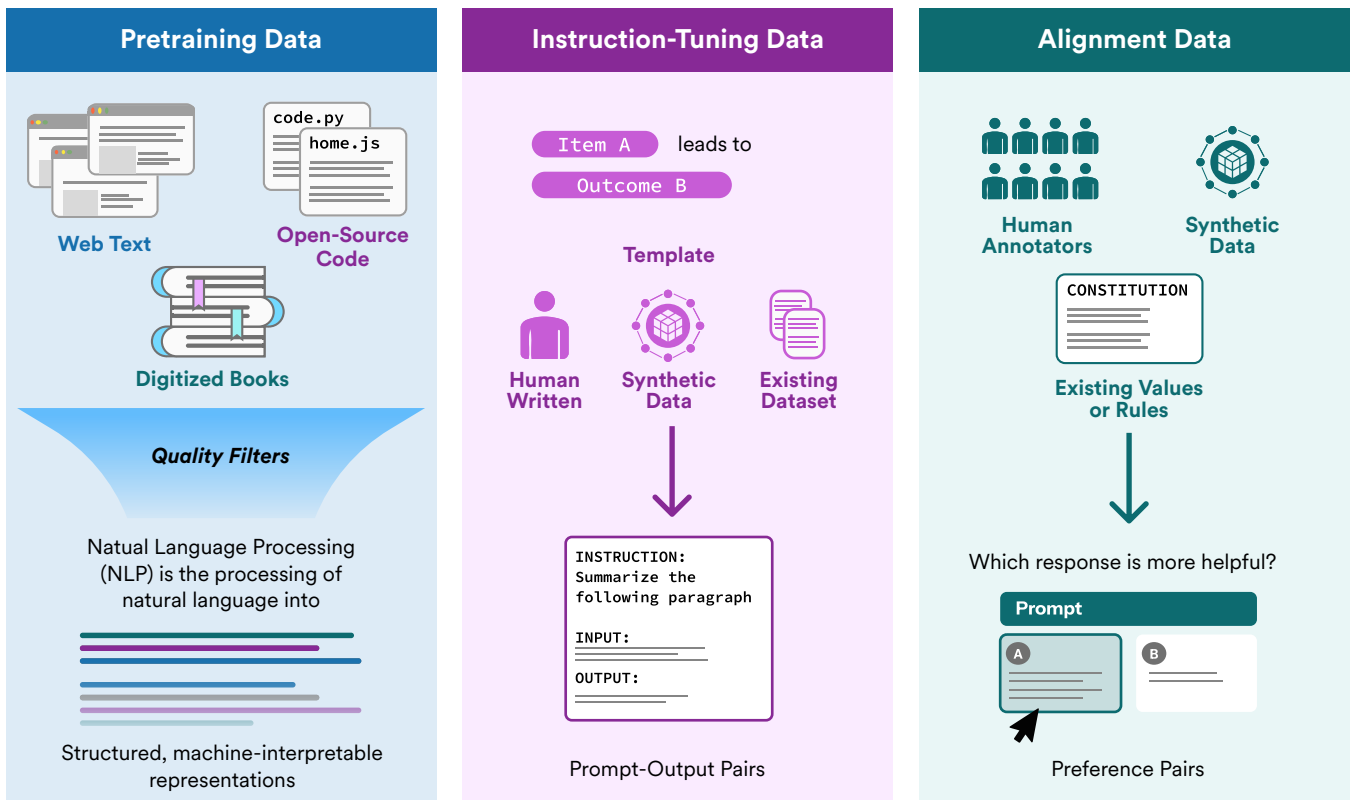 Pretraining Data
code.py
home.js
Web Text
Open-Source
Code
Digitized Books
Quality Filters
Natual Language Processing
(NLP) is the processing of
natural language into
Structured, machine-interpretable
representations
Instruction-Tuning Data
Item A leads to
Outcome B
Template
Human
Written
Synthetic
Data
Existing
Dataset
INSTRUCTION:
Summarize the
following paragraph
INPUT:
OUTPUT:
Prompt-Output Pairs
Alignment Data
Human
Annotators
Synthetic
Data
CONSTITUTION
Existing Values
or Rules
Which response is more helpful?
Prompt
A
B
Preference Pairs